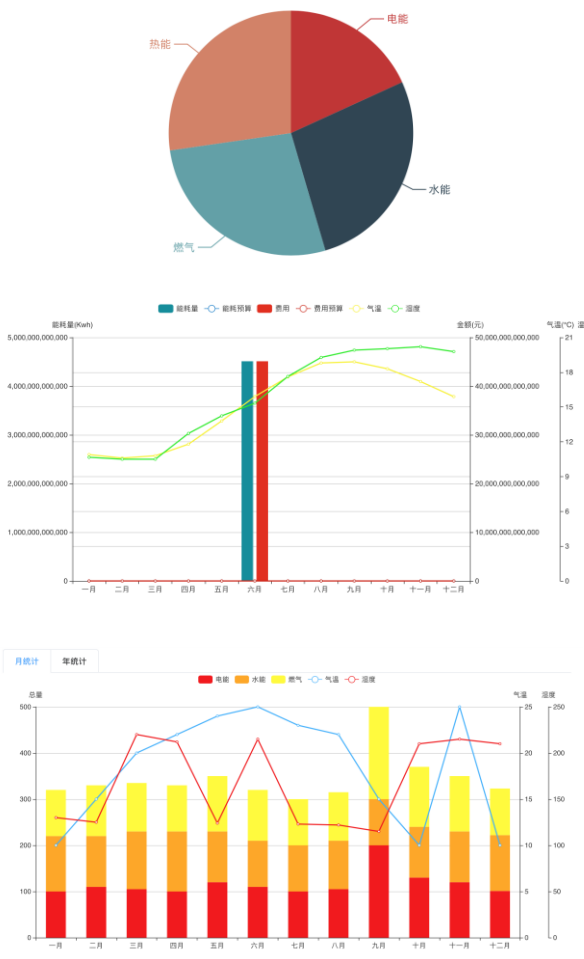 电能
热能
水能
燃气
能耗量 能耗预算 费用 费用预算 气温 湿度
能耗量(Kwh) 金额(元) 气温(°C) 湿
5,000,000,000,000 50,000,000,000,000 21
18
4,000,000,000,000 40,000,000,000,000
15
3,000,000,000,000 30,000,000,000,000 12
9
2,000,000,000,000 20,000,000,000,000
6
1,000,000,000,000 10,000,000,000,000
3
0 0 0
一月 二月 三月 四月 五月 六月 七月 八月 九月 十月 十一月 十二月
月统计 年统计
电能 水能 燃气 气温 湿度
总量 气温 湿度
500 25 250
400 20 200
300 15 150
200 10 100
100 5 50
0 0 0
一月 二月 三月 四月 五月 六月 七月 八月 九月 十月 十一月 十二月